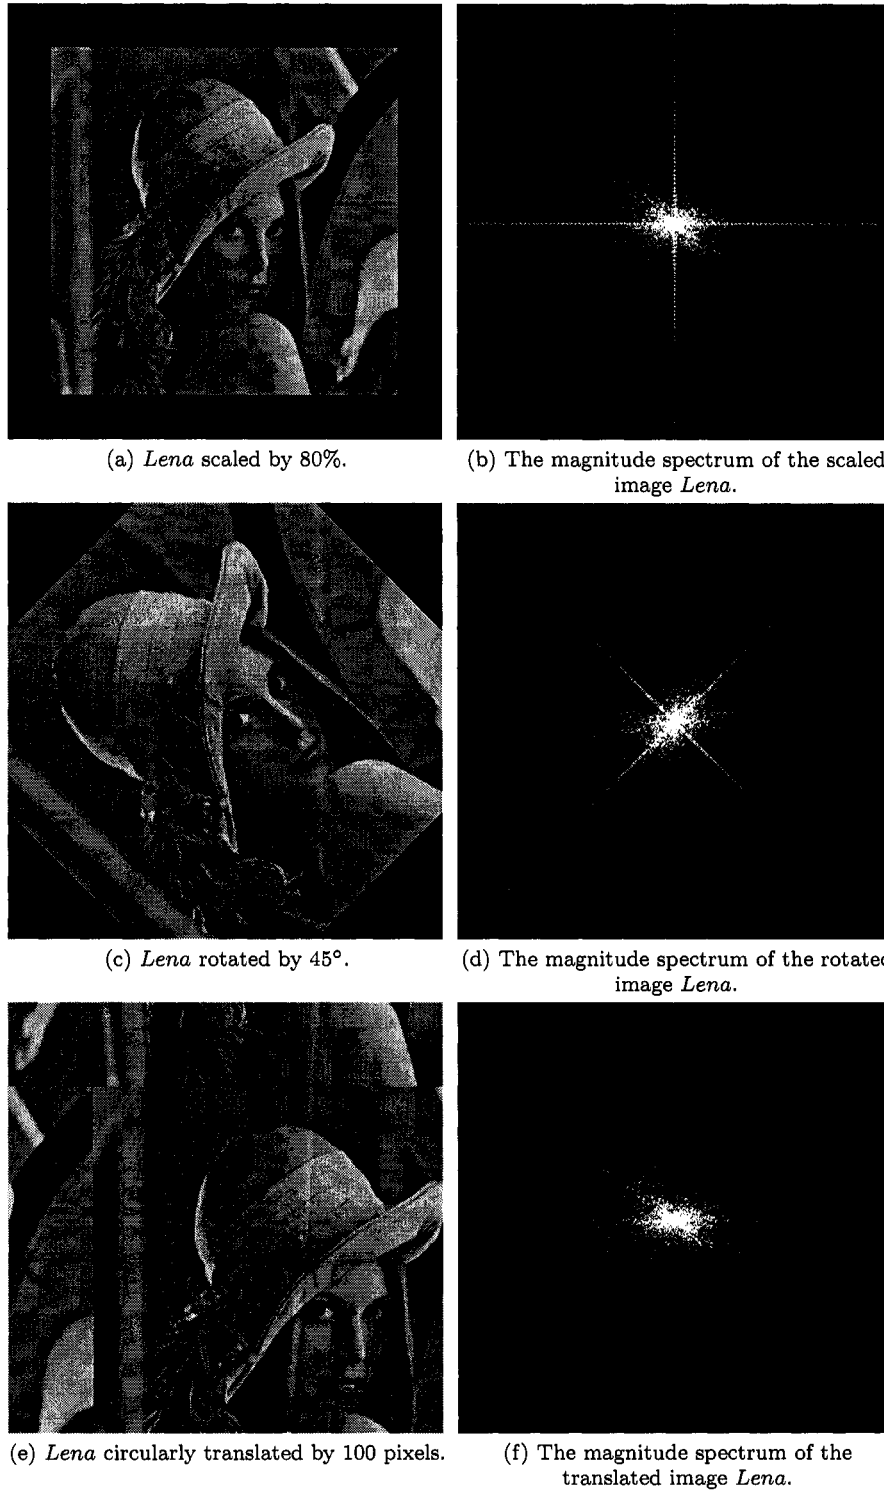 (a) Lena scaled by 80%.
(b) The magnitude spectrum of the scaled
image Lena.
(c) Lena rotated by 45°.
(d) The magnitude spectrum of the rotated
image Lena.
(e) Lena circularly translated by 100 pixels.
(f) The magnitude spectrum of the
translated image Lena.